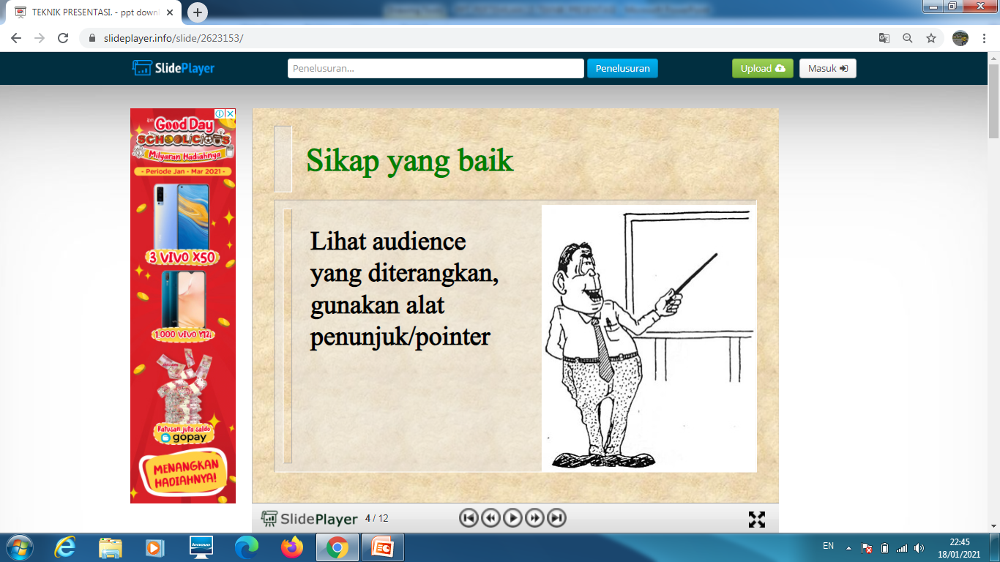 TEKNIK PRESENTASI. - ppt downl
slideplayer.info/slide/2623153/
SlidePlayer
Penelusuran...
Penelusuran
Upload
Masuk
Good Day
SCHOOLICIOUS
Milyaran Hadiahnya
- Periode Jan - Mar 2021 -
3 VIVO X50
1.000 VIVO Y12i
Ratusan juta saldo
gopay
MENANGKAN
HADIAHNYA!
Sikap yang baik
Lihat audience
yang diterangkan,
gunakan alat
penunjuk/pointer
SlidePlayer 4 / 12
lenovo
EN
22:45
18/01/2021